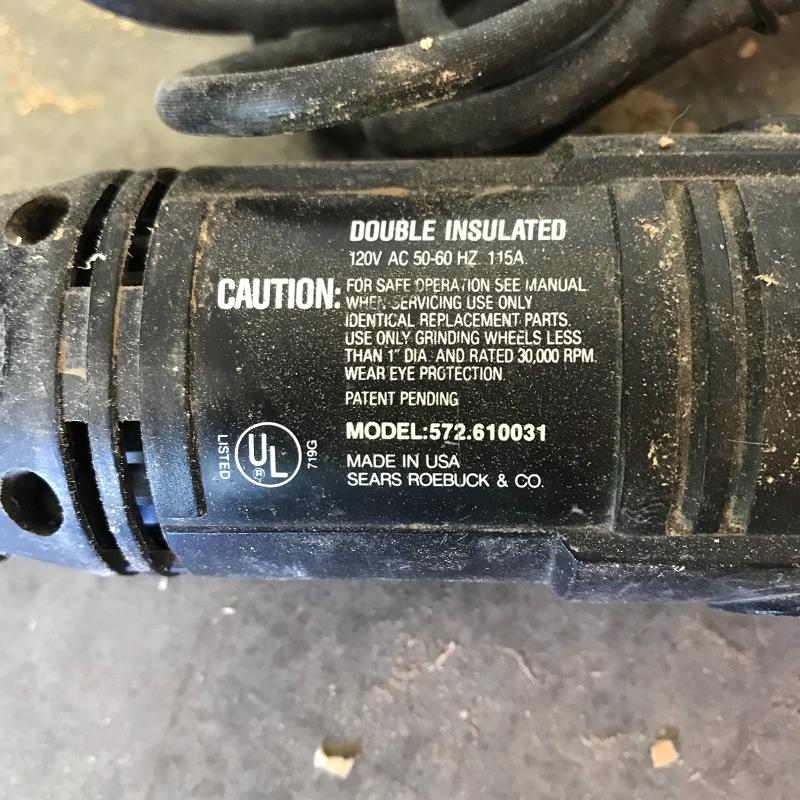 DOUBLE INSULATED
120V AC 50-60 HZ 115A
CAUTION: FOR SAFE OPERATION SEE MANUAL.
WHEN SERVICING USE ONLY
IDENTICAL REPLACEMENT PARTS.
USE ONLY GRINDING WHEELS LESS
THAN 1" DIA. AND RATED 30,000 RPM.
WEAR EYE PROTECTION.
PATENT PENDING
MODEL:572.610031
LISTED UL ® 719G
MADE IN USA
SEARS ROEBUCK & CO.